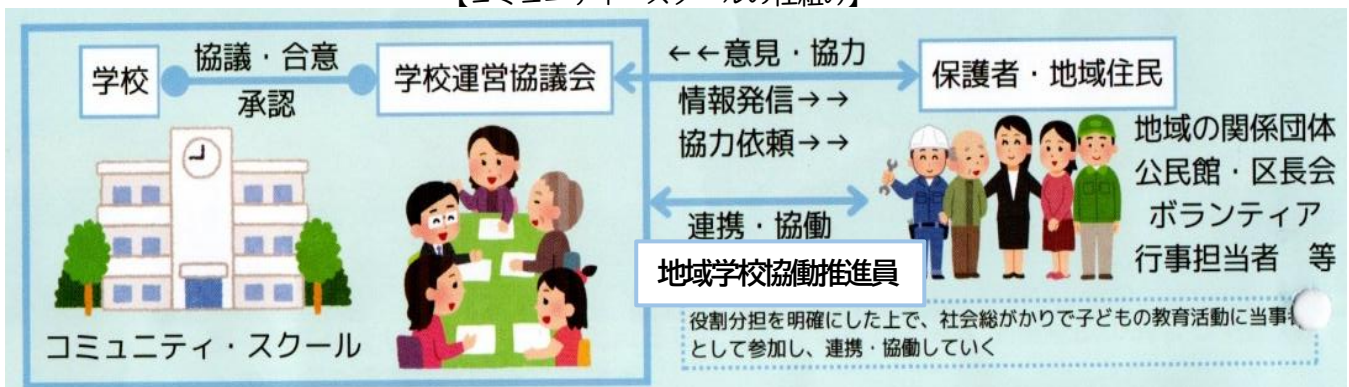 学校
協議・合意
承認
学校運営協議会
コミュニティ・スクール
←←意見・協力
情報発信→→
協力依頼→→
連携・協働
地域学校協働推進員
保護者・地域住民
地域の関係団体
公民館・区長会
ボランティア
行事担当者 等
役割分担を明確にした上で、社会総がかりで子どもの教育活動に当事
として参加し、連携・協働していく